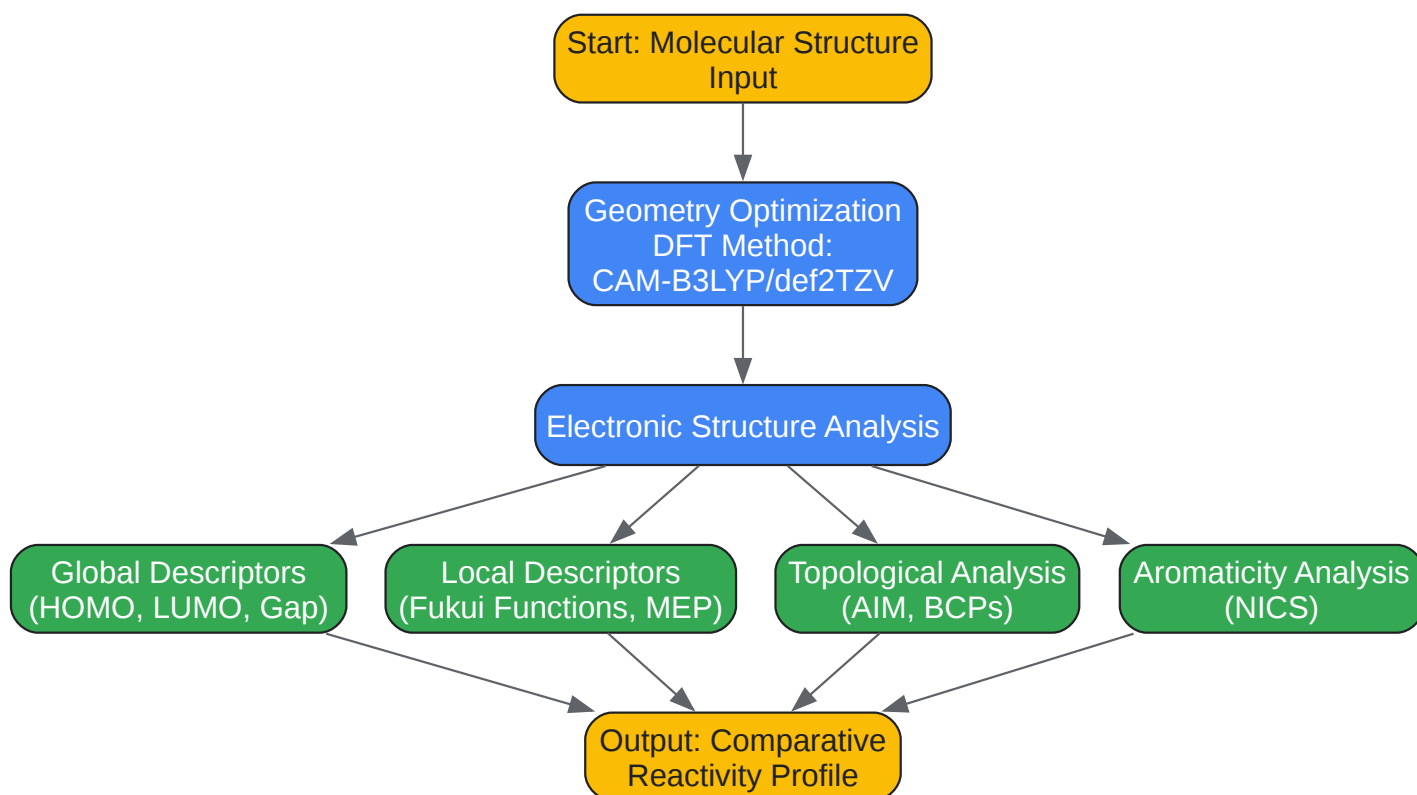 Start: Molecular Structure
Input
Geometry Optimization
DFT Method:
CAM-B3LYP/def2TZV
Electronic Structure Analysis
Global Descriptors
(HOMO, LUMO, Gap)
Local Descriptors
(Fukui Functions, MEP)
Topological Analysis
(AIM, BCPs)
Aromaticity Analysis
(NICS)
Output: Comparative
Reactivity Profile